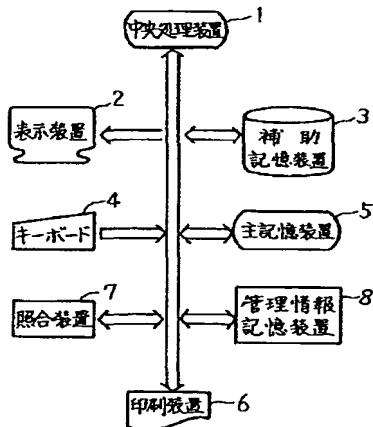 1
中央処理装置
2
表示装置
3
補助
記憶装置
4
キーボード
5
主記憶装置
7
照合装置
8
管理情報
記憶装置
印刷装置
6